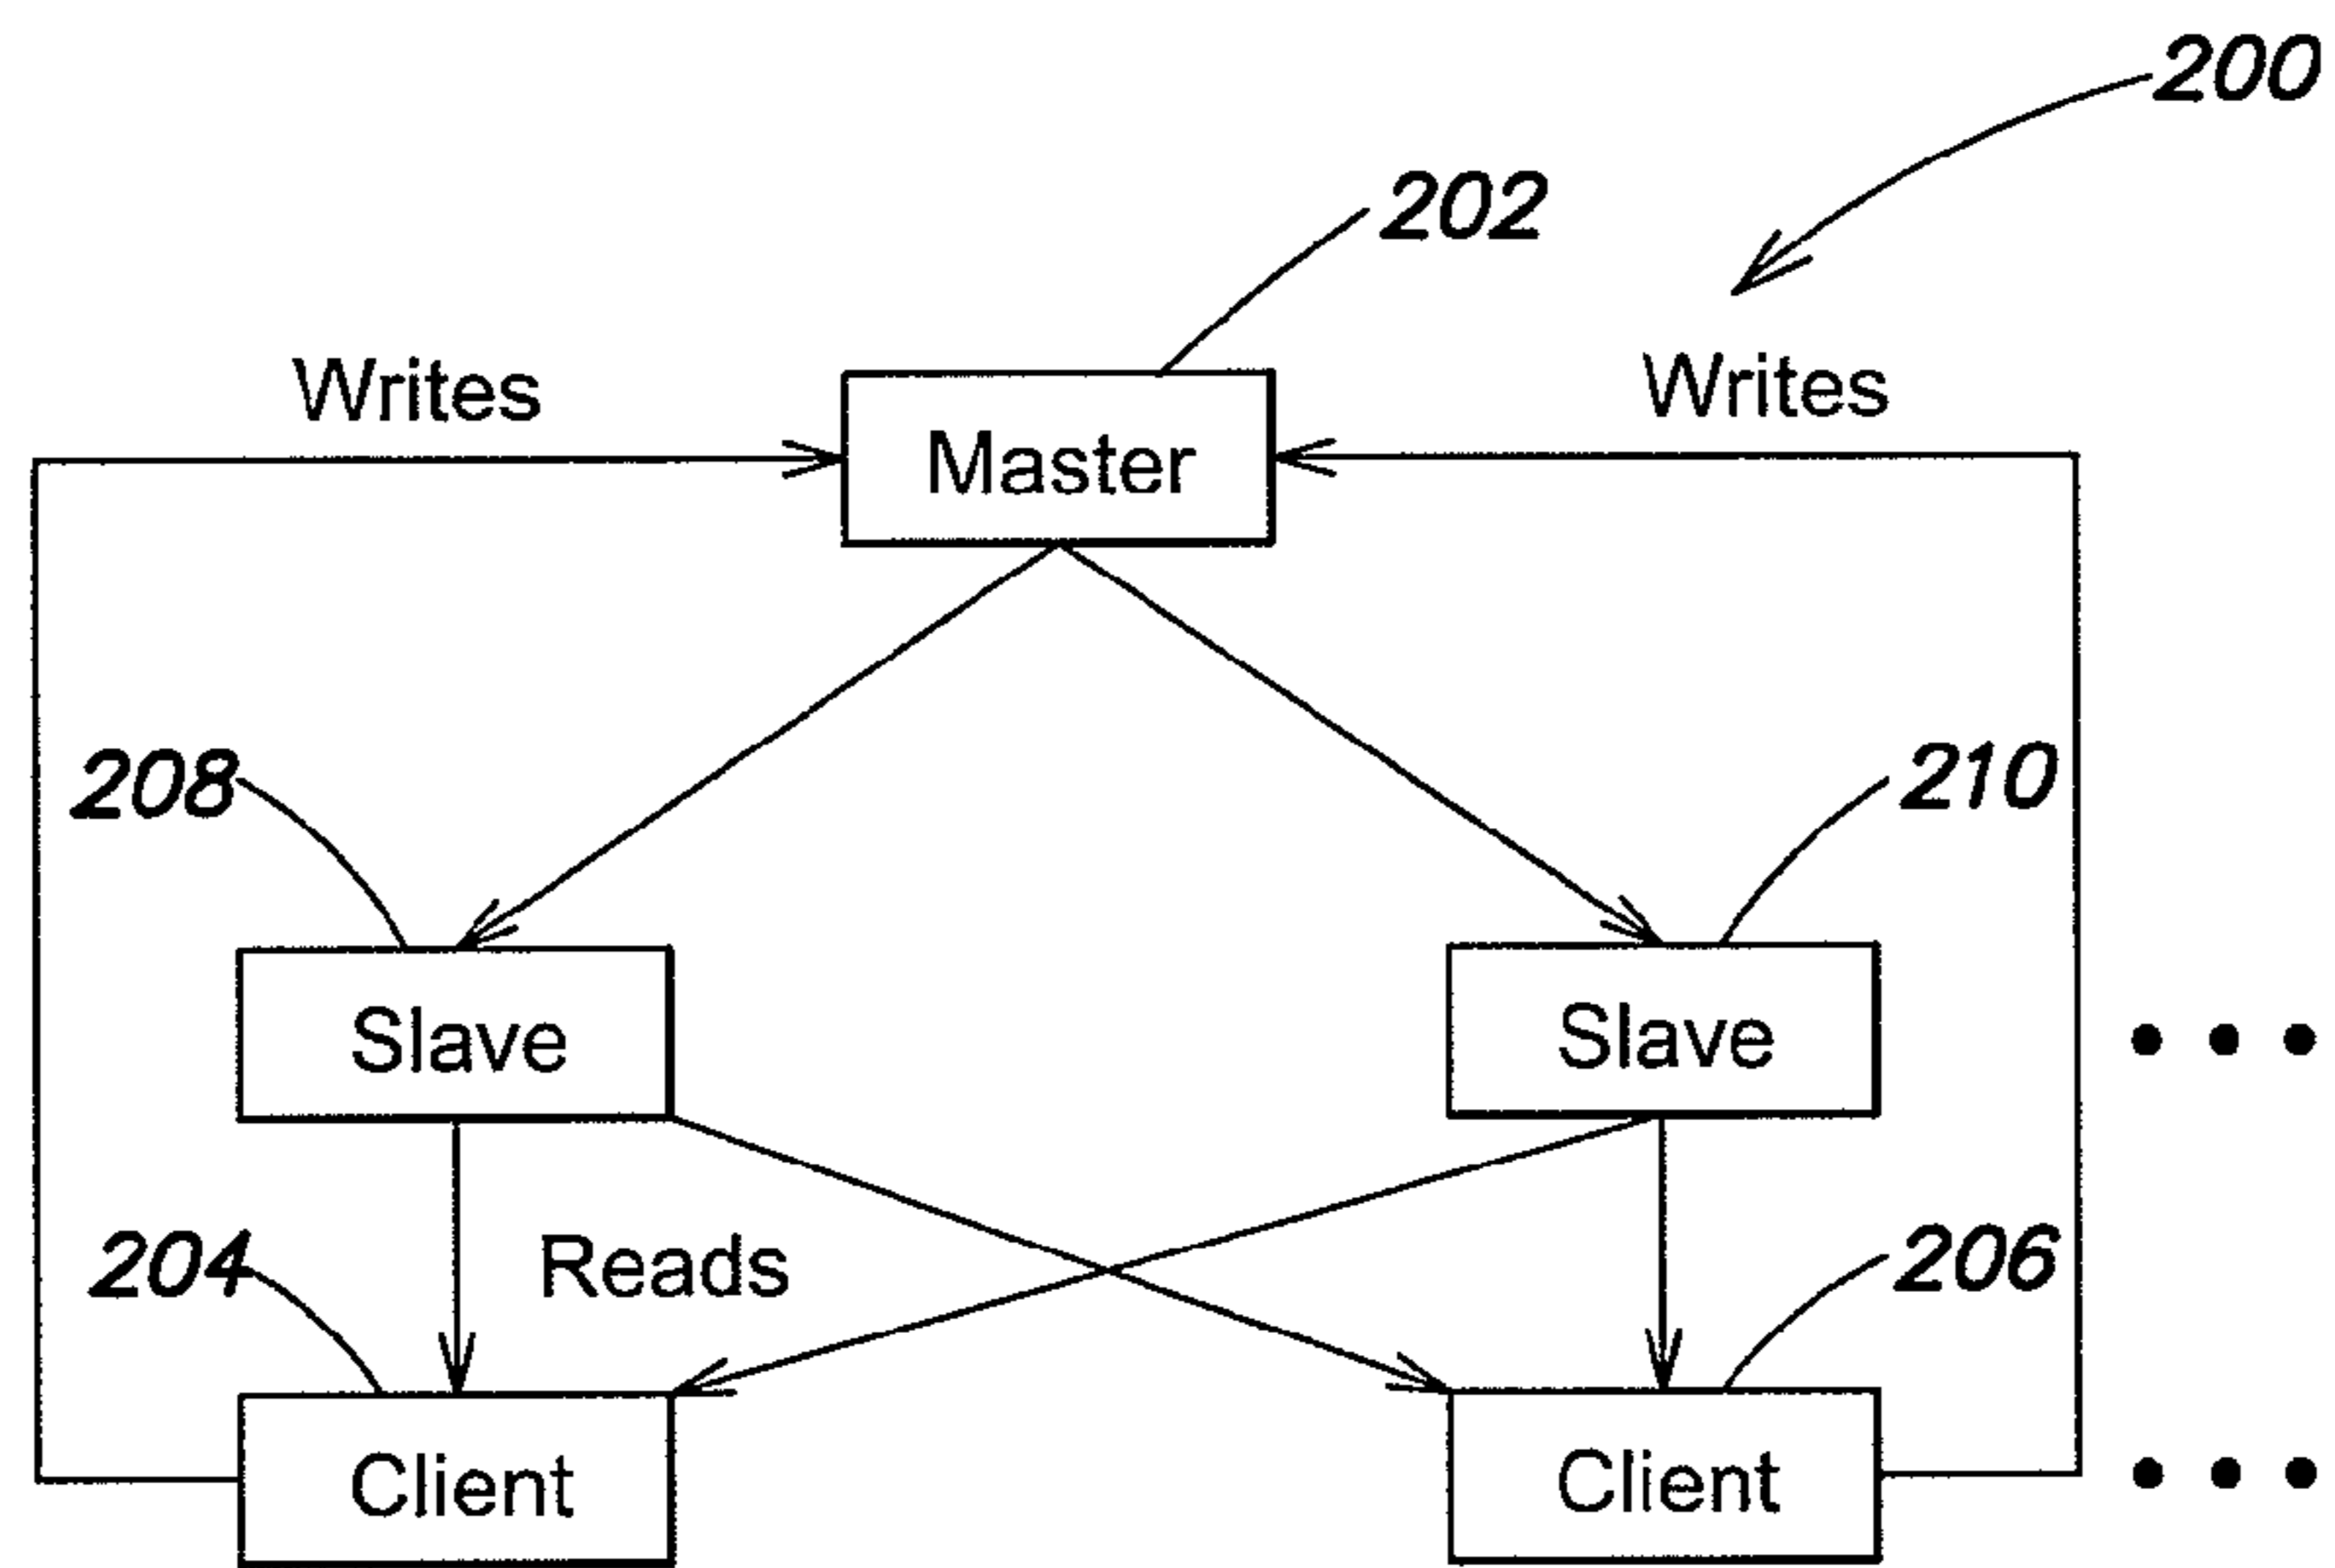 200
202
Writes
Writes
Master
208
210
Slave
Slave
204
Reads
206
Client
Client